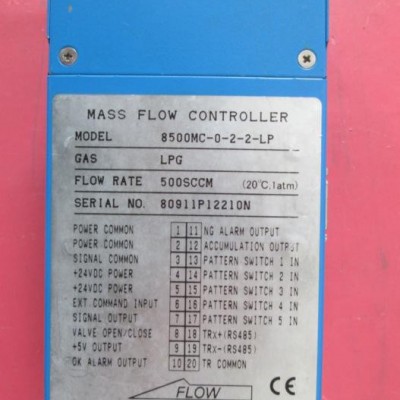 MASS FLOW CONTROLLER
MODEL 8500MC-0-2-2-LP
GAS LPG
FLOW RATE 500SCCM (20°C,1atm)
SERIAL NO. 80911P12210N
POWER COMMON 1 11 NG ALARM OUTPUT
POWER COMMON 2 12 ACCUMULATION OUTPUT
SIGNAL COMMON 3 13 PATTERN SWITCH 1 IN
+24VDC POWER 4 14 PATTERN SWITCH 2 IN
+24VDC POWER 5 15 PATTERN SWITCH 3 IN
EXT COMMAND INPUT 6 16 PATTERN SWITCH 4 IN
SIGNAL OUTPUT 7 17 PATTERN SWITCH 5 IN
VALVE OPEN/CLOSE 8 18 TRX+(RS485)
+5V OUTPUT 9 19 TRX-(RS485)
OK ALARM OUTPUT 10 20 TR COMMON
FLOW CE